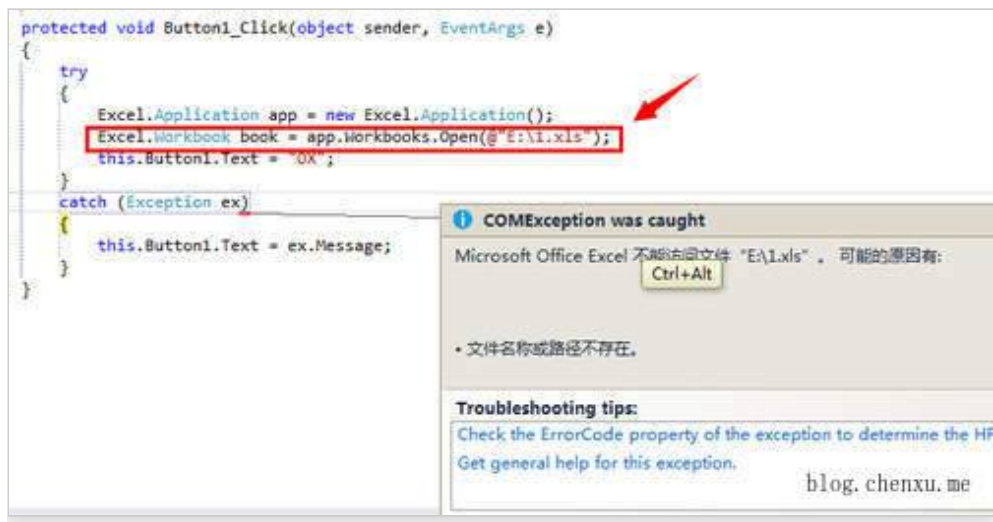 protected void Button1_Click(object sender, EventArgs e)
{
try
{
Excel.Application app = new Excel.Application();
Excel.Workbook book = app.Workbooks.Open(@"E:\1.xls");
this.Button1.Text = "OX";
}
catch (Exception ex)
{
this.Button1.Text = ex.Message;
}
}
COMException was caught
Microsoft Office Excel 不能访问文件 "E:\1.xls" 。 可能的原因有:
Ctrl+Alt
• 文件名称或路径不存在。
Troubleshooting tips:
Check the ErrorCode property of the exception to determine the HR
Get general help for this exception.
blog.chenxu.me